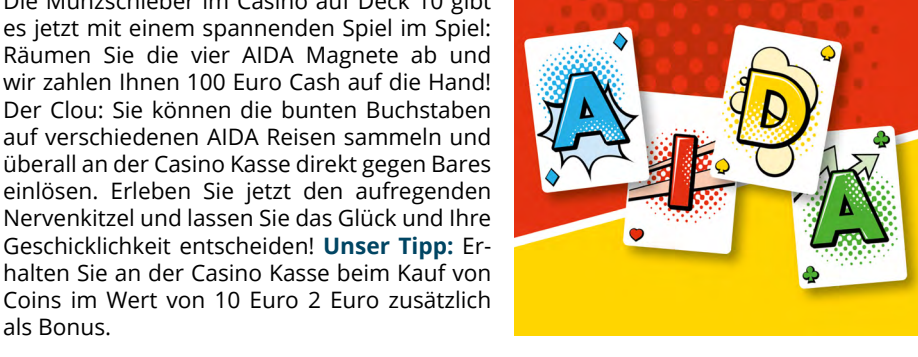 Die Münzschieber im Casino auf Deck 10 gibt
es jetzt mit einem spannenden Spiel im Spiel:
Räumen Sie die vier AIDA Magnete ab und
wir zahlen Ihnen 100 Euro Cash auf die Hand!
Der Clou: Sie können die bunten Buchstaben
auf verschiedenen AIDA Reisen sammeln und
überall an der Casino Kasse direkt gegen Bares
einlösen. Erleben Sie jetzt den aufregenden
Nervenkitzel und lassen Sie das Glück und Ihre
Geschicklichkeit entscheiden! Unser Tipp: Er-
halten Sie an der Casino Kasse beim Kauf von
Coins im Wert von 10 Euro 2 Euro zusätzlich
als Bonus.
A
I
D
A